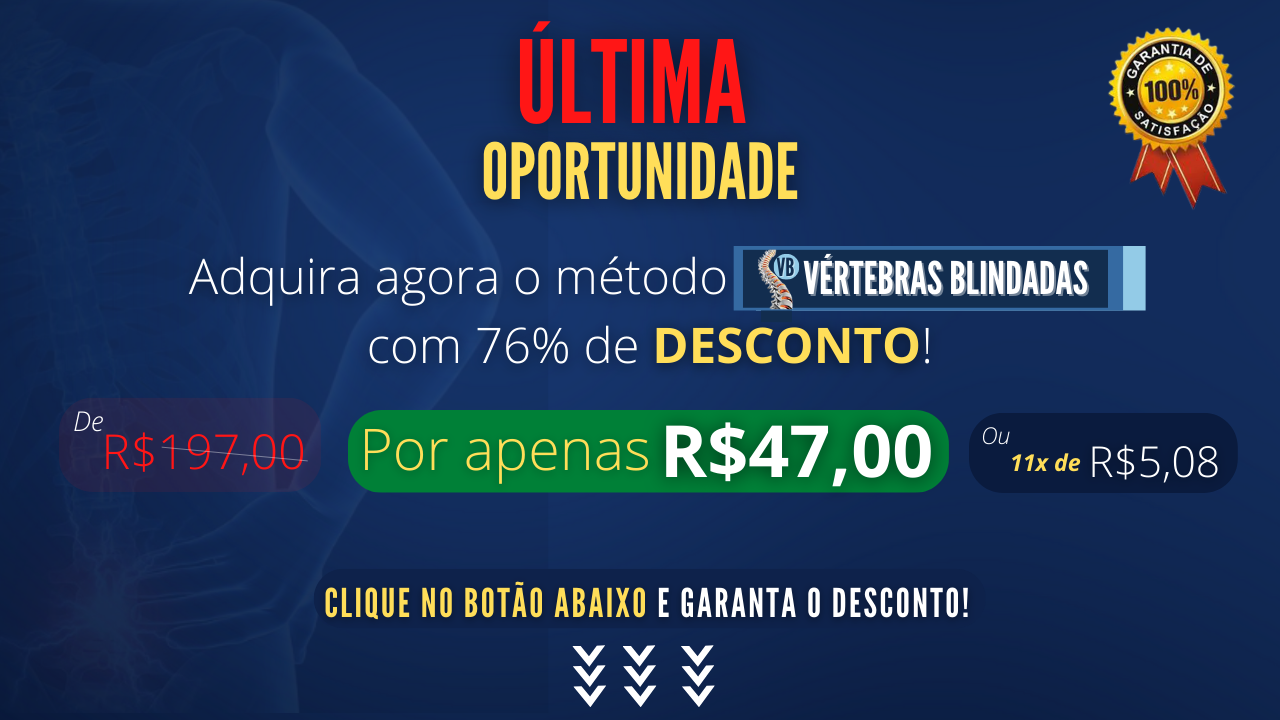 ÚLTIMA
OPORTUNIDADE
GARANTIA DE
100%
SATISFAÇÃO
Adquira agora o método VB VÉRTEBRAS BLINDADAS
com 76% de DESCONTO!
De
R$197,00
Por apenas R$47,00
Ou
11x de R$5,08
CLIQUE NO BOTÃO ABAIXO E GARANTA O DESCONTO!